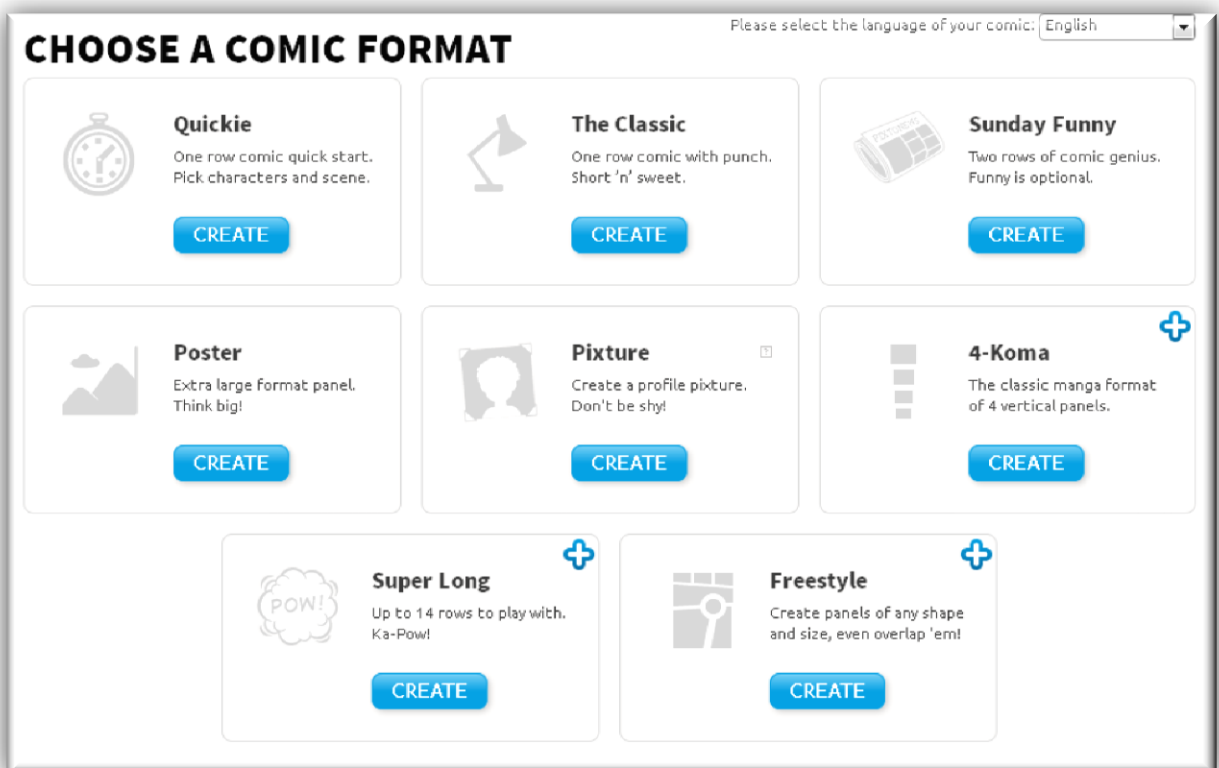 Please select the language of your comic: English
CHOOSE A COMIC FORMAT
Quickie
One row comic quick start.
Pick characters and scene.
CREATE
The Classic
One row comic with punch.
Short 'n' sweet.
CREATE
PIXTURENO
Sunday Funny
Two rows of comic genius.
Funny is optional.
CREATE
Poster
Extra large format panel.
Think big!
CREATE
Pixture
?
Create a profile pixture.
Don't be shy!
CREATE
4-Koma
The classic manga format
of 4 vertical panels.
CREATE
POW!
Super Long
Up to 14 rows to play with.
Ka-Pow!
CREATE
Freestyle
Create panels of any shape
and size, even overlap 'em!
CREATE